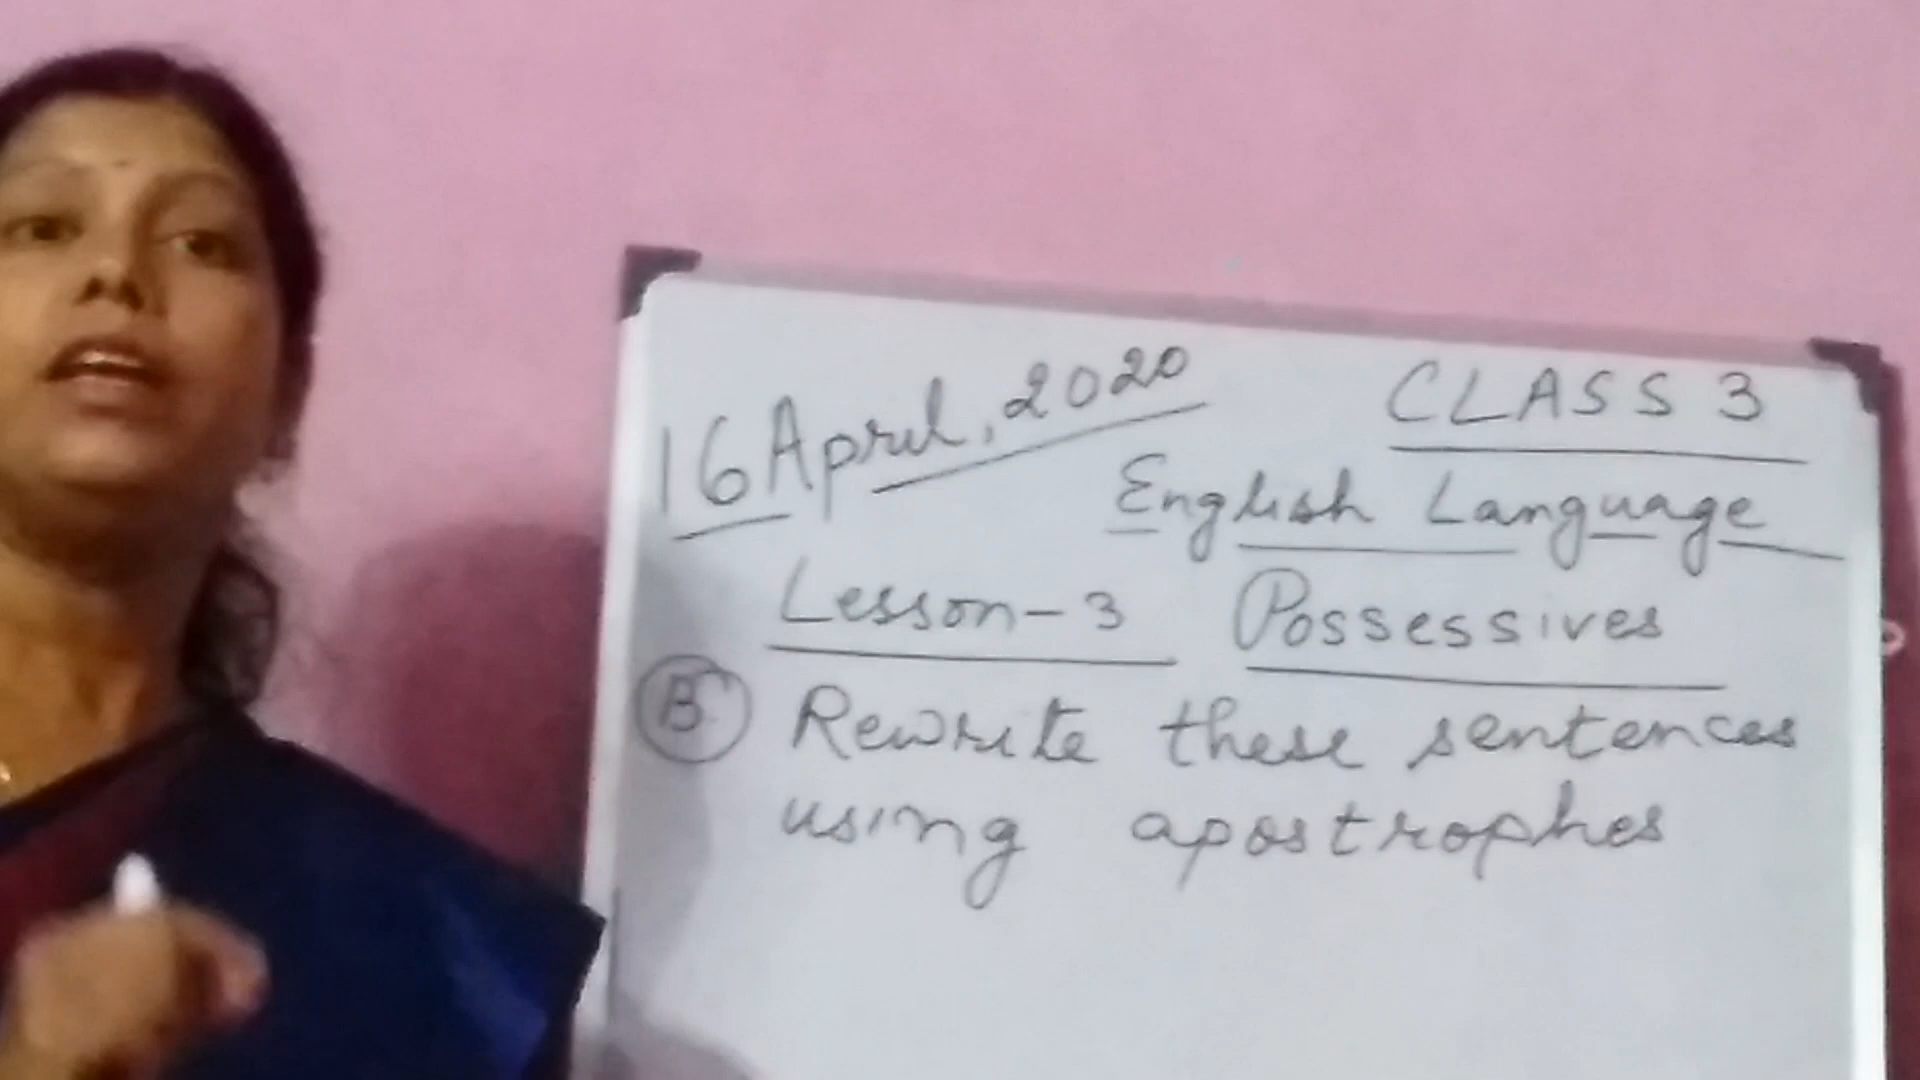 16 April, 2020
CLASS 3
English Language
Lesson-3 Possessives
B Rewrite these sentences
using apostrophes